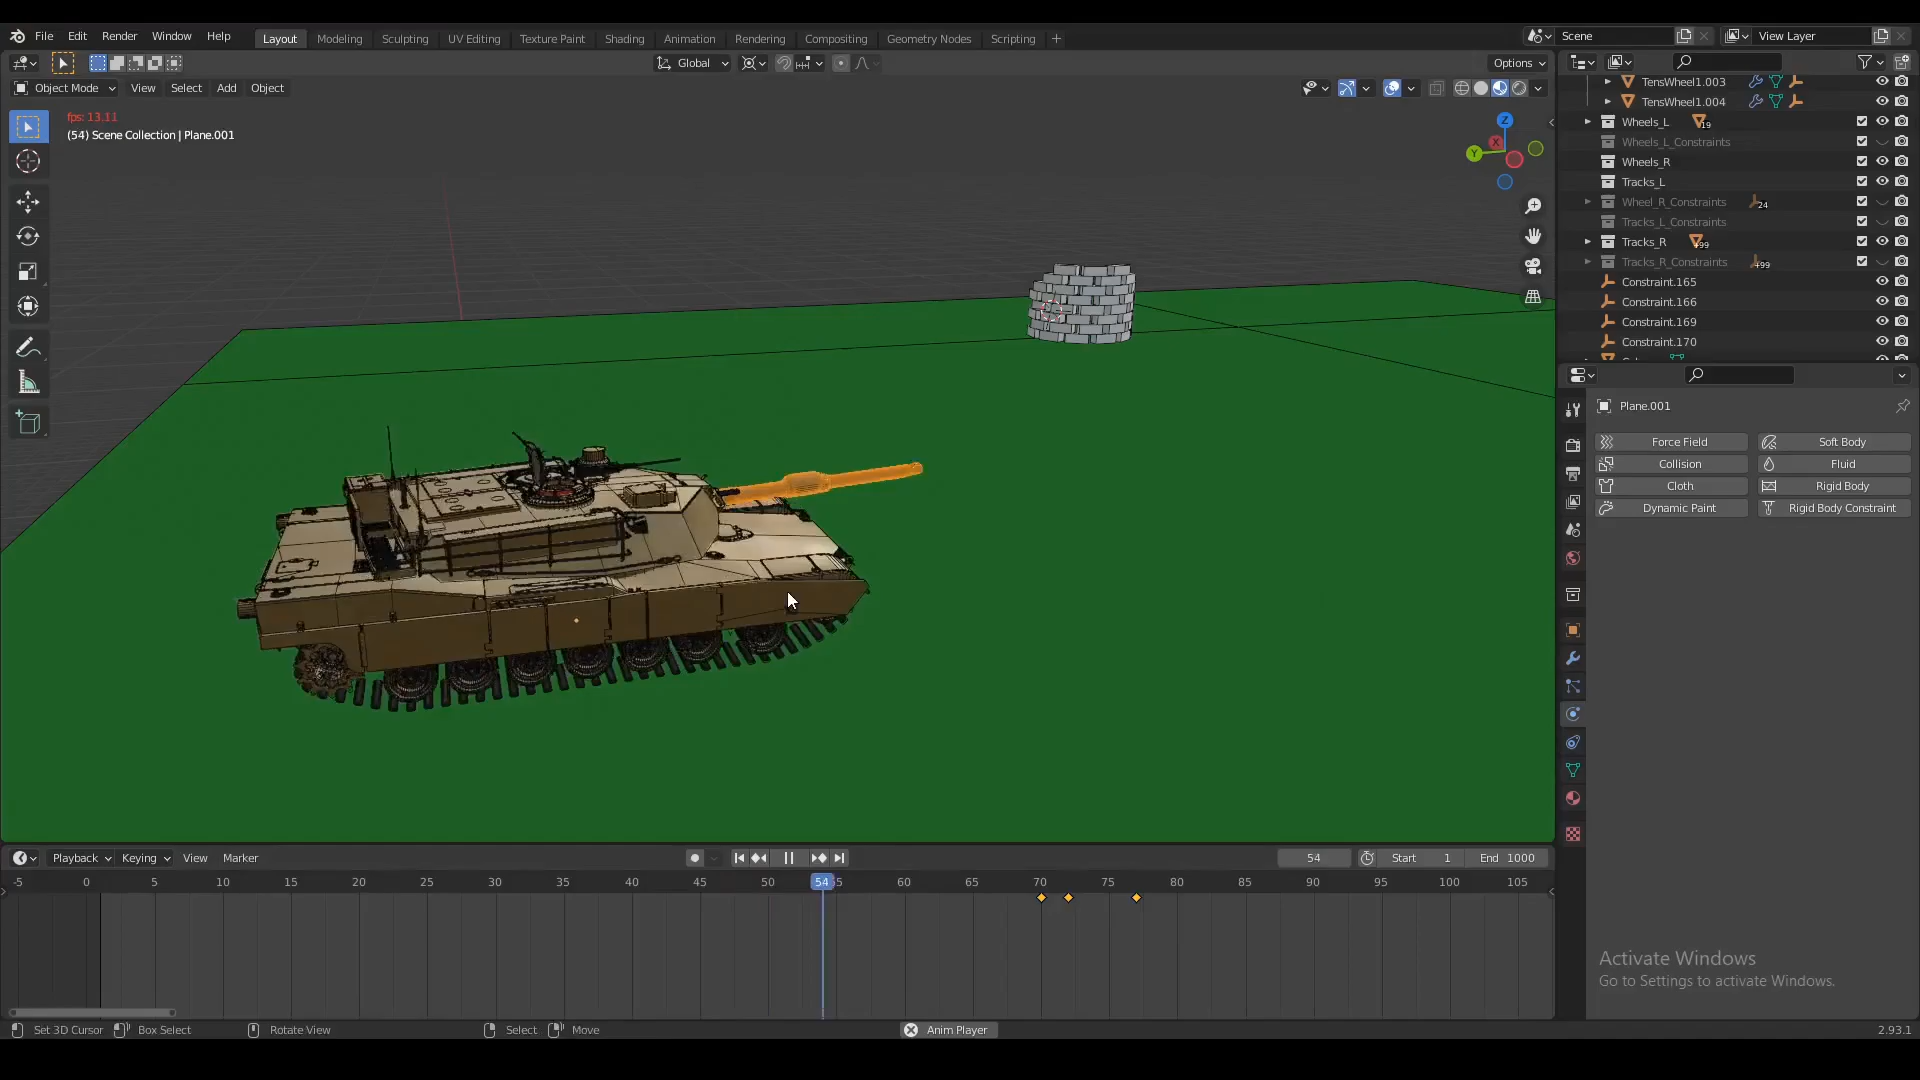 File Edit Render Window Help Layout Modeling Sculpting UV Editing Texture Paint Shading Animation Rendering Compositing Geometry Nodes Scripting + Scene View Layer
Global Options
Object Mode View Select Add Object
fps: 13.11
(54) Scene Collection | Plane.001
Z
X
Y
TensWheel1.003
TensWheel1.004
Wheels_L 19
Wheels_L_Constraints
Wheels_R
Tracks_L
Wheel_R_Constraints 24
Tracks_L_Constraints
Tracks_R +99
Tracks_R_Constraints +99
Constraint.165
Constraint.166
Constraint.169
Constraint.170
Plane.001
Force Field Soft Body
Collision Fluid
Cloth Rigid Body
Dynamic Paint Rigid Body Constraint
Playback Keying View Marker 54 Start 1 End 1000
-5 0 5 10 15 20 25 30 35 40 45 50 54 55 60 65 70 75 80 85 90 95 100 105
Activate Windows
Go to Settings to activate Windows.
Set 3D Cursor Box Select Rotate View Select Move Anim Player 2.93.1